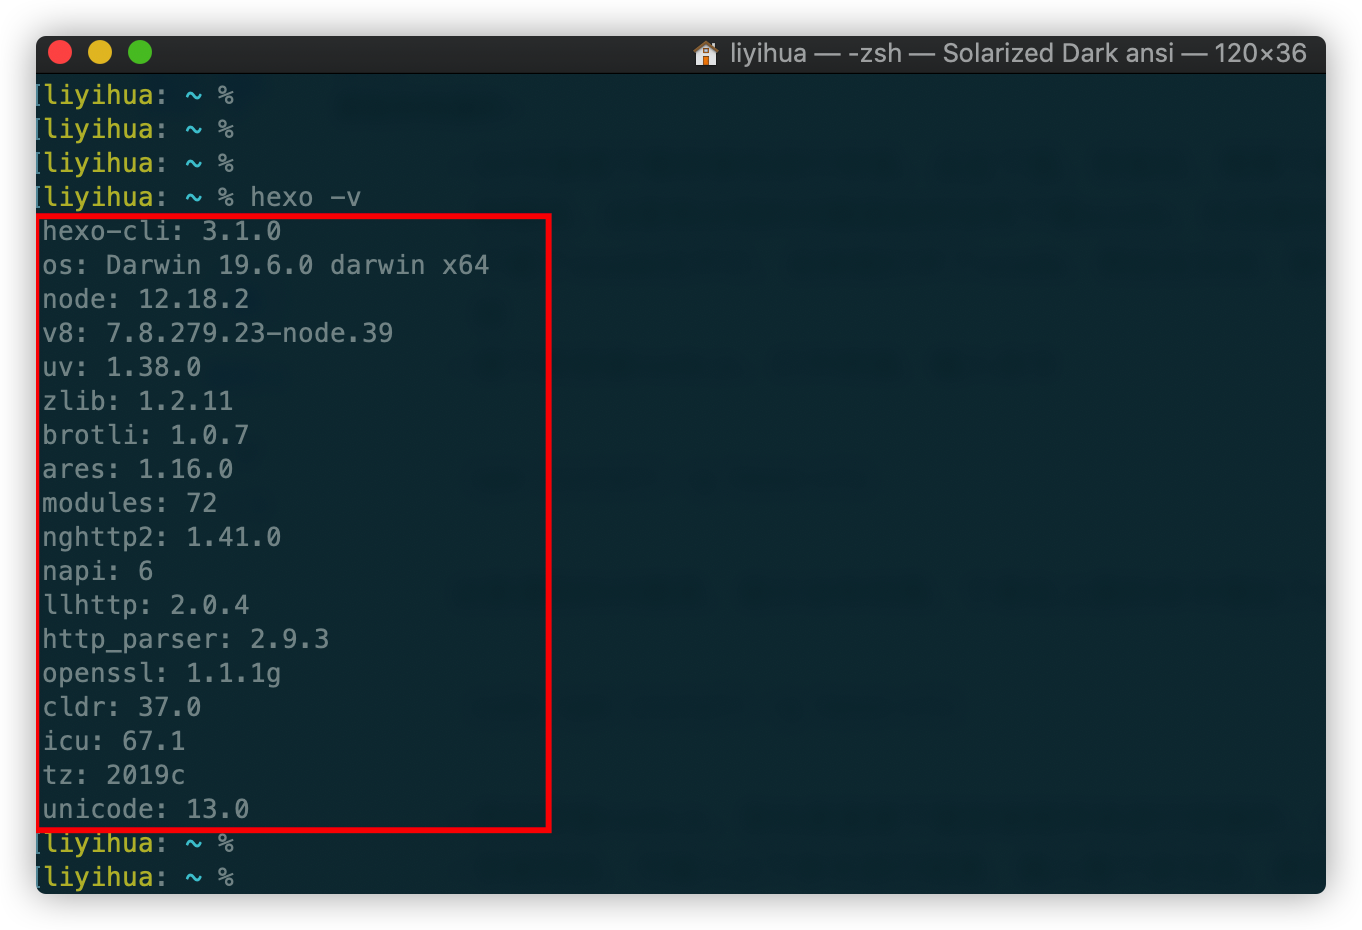 liyihua — -zsh — Solarized Dark ansi — 120×36
[liyihua: ~ %
[liyihua: ~ %
[liyihua: ~ %
[liyihua: ~ % hexo -v
hexo-cli: 3.1.0
os: Darwin 19.6.0 darwin x64
node: 12.18.2
v8: 7.8.279.23-node.39
uv: 1.38.0
zlib: 1.2.11
brotli: 1.0.7
ares: 1.16.0
modules: 72
nghttp2: 1.41.0
napi: 6
llhttp: 2.0.4
http_parser: 2.9.3
openssl: 1.1.1g
cldr: 37.0
icu: 67.1
tz: 2019c
unicode: 13.0
[liyihua: ~ %
[liyihua: ~ %